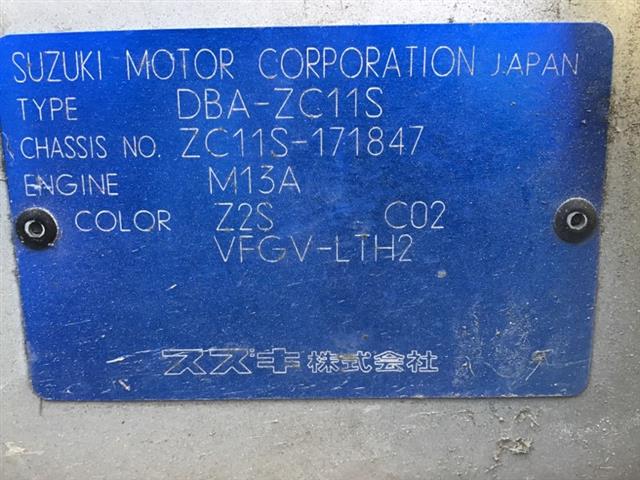 SUZUKI MOTOR CORPORATION JAPAN
TYPE DBA-ZC11S
CHASSIS NO. ZC11S-171847
ENGINE M13A
COLOR Z2S C02
VFGV-LTH2
スズキ株式会社